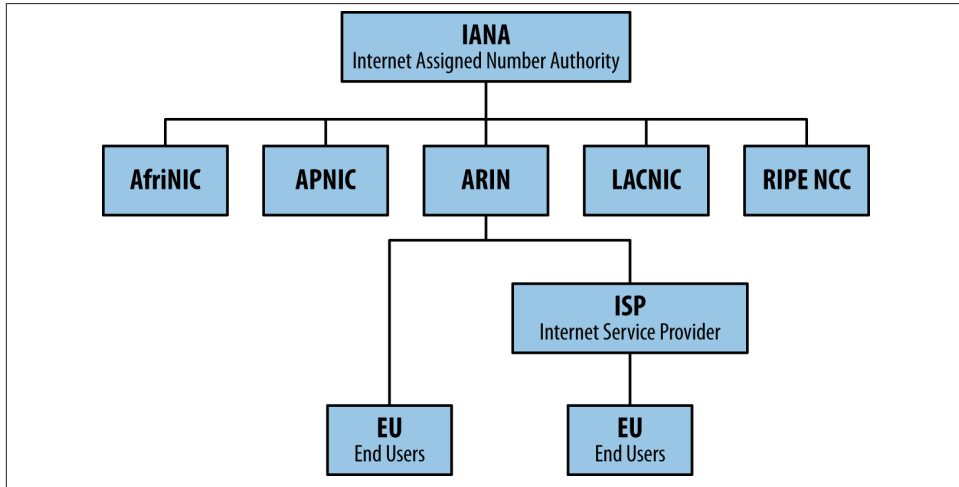 IANA
Internet Assigned Number Authority
AfriNIC
APNIC
ARIN
LACNIC
RIPE NCC
ISP
Internet Service Provider
EU
End Users
EU
End Users